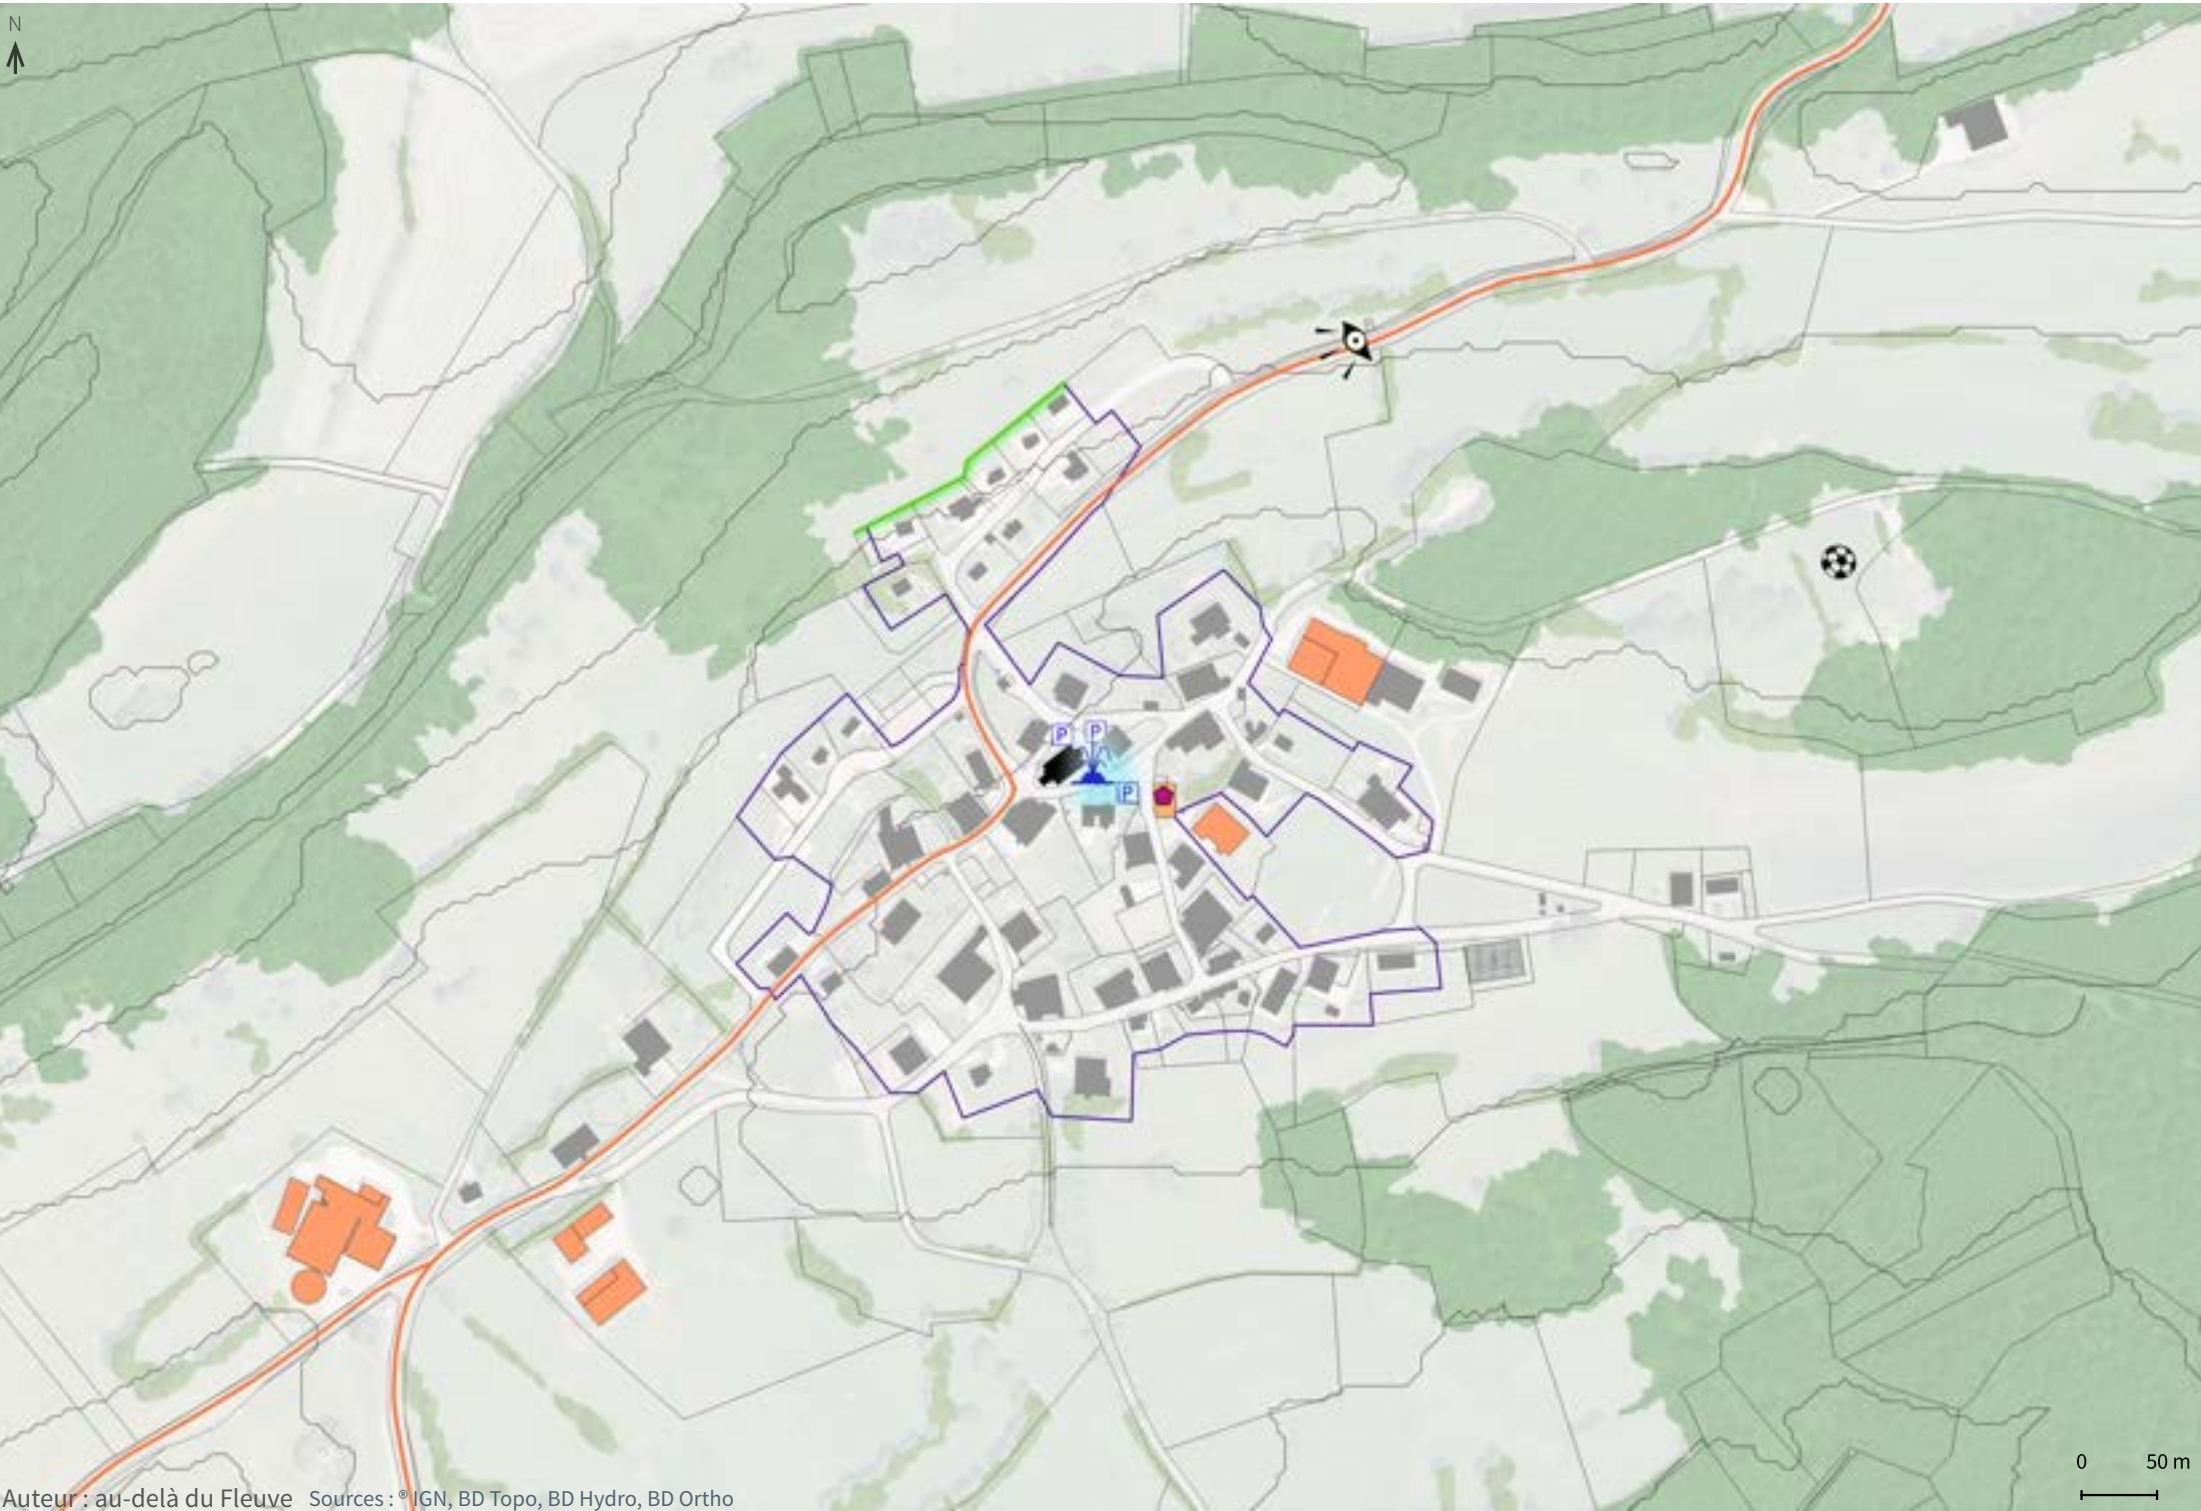 N
P P
P
0 50 m
Auteur : au-delà du Fleuve Sources : ® IGN, BD Topo, BD Hydro, BD Ortho